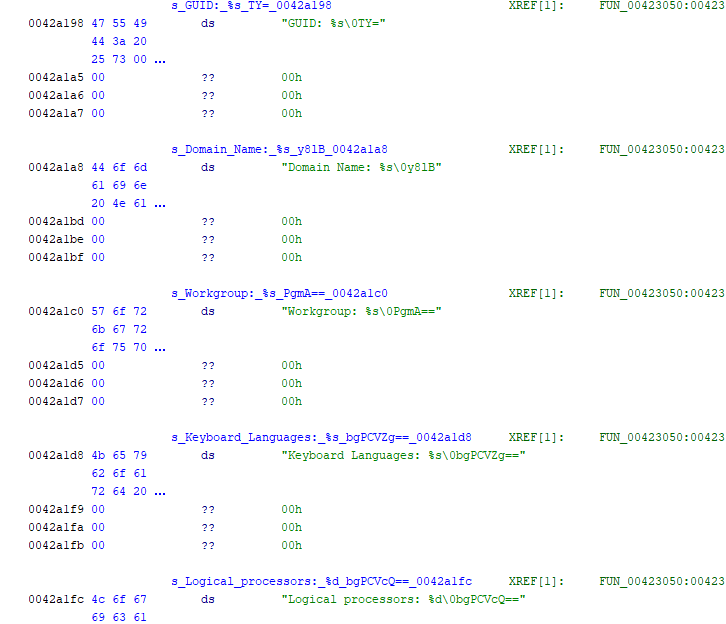 s_GUID:_%s_TY=_0042a198 XREF[1]: FUN_00423050:00423
0042a198 47 55 49 ds "GUID: %s\0TY="
44 3a 20
25 73 00 ...
0042a1a5 00 ?? 00h
0042a1a6 00 ?? 00h
0042a1a7 00 ?? 00h
s_Domain_Name:_%s_y81B_0042a1a8 XREF[1]: FUN_00423050:00423
0042a1a8 44 6f 6d ds "Domain Name: %s\0y81B"
61 69 6e
20 4e 61 ...
0042a1bd 00 ?? 00h
0042a1be 00 ?? 00h
0042a1bf 00 ?? 00h
s_Workgroup:_%s_PgmA==_0042a1c0 XREF[1]: FUN_00423050:00423
0042a1c0 57 6f 72 ds "Workgroup: %s\0PgmA=="
6b 67 72
6f 75 70 ...
0042a1d5 00 ?? 00h
0042a1d6 00 ?? 00h
0042a1d7 00 ?? 00h
s_Keyboard_Languages:_%s_bgPCVZg==_0042a1d8 XREF[1]: FUN_00423050:00423
0042a1d8 4b 65 79 ds "Keyboard Languages: %s\0bgPCVZg=="
62 6f 61
72 64 20 ...
0042a1f9 00 ?? 00h
0042a1fa 00 ?? 00h
0042a1fb 00 ?? 00h
s_Logical_processors:_%d_bgPCVcQ==_0042a1fc XREF[1]: FUN_00423050:00423
0042a1fc 4c 6f 67 ds "Logical processors: %d\0bgPCVcQ=="
69 63 61